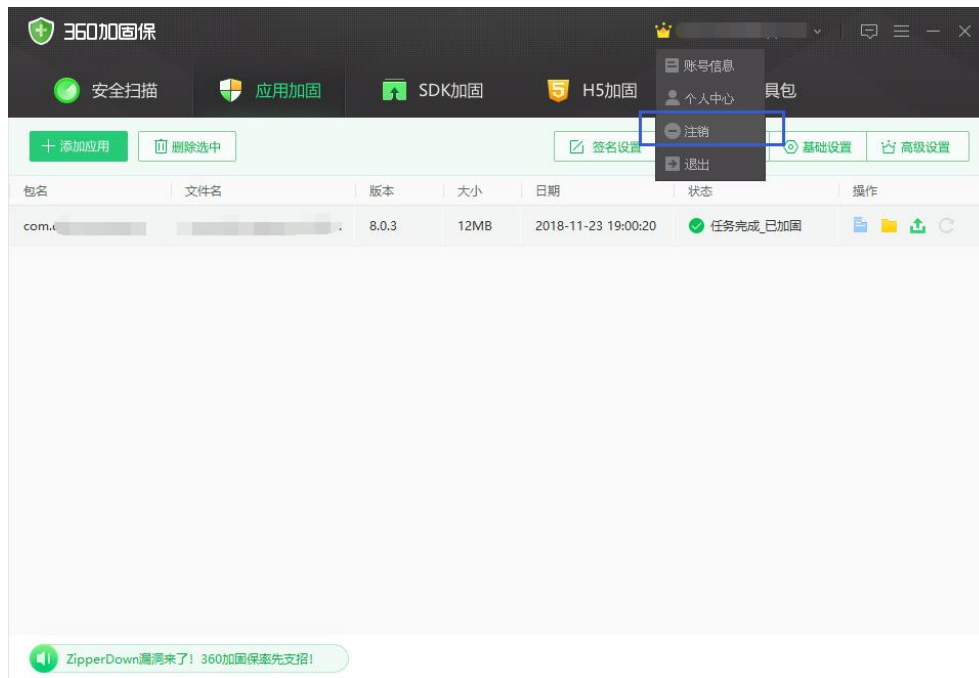 360加固保
账号信息
个人中心
注销
退出
安全扫描
应用加固
SDK加固
H5加固
具包
添加应用
删除选中
签名设置
基础设置
高级设置
包名 文件名 版本 大小 日期 状态 操作
com. 8.0.3 12MB 2018-11-23 19:00:20 任务完成_已加固
ZipperDown漏洞来了！360加固保率先支招！